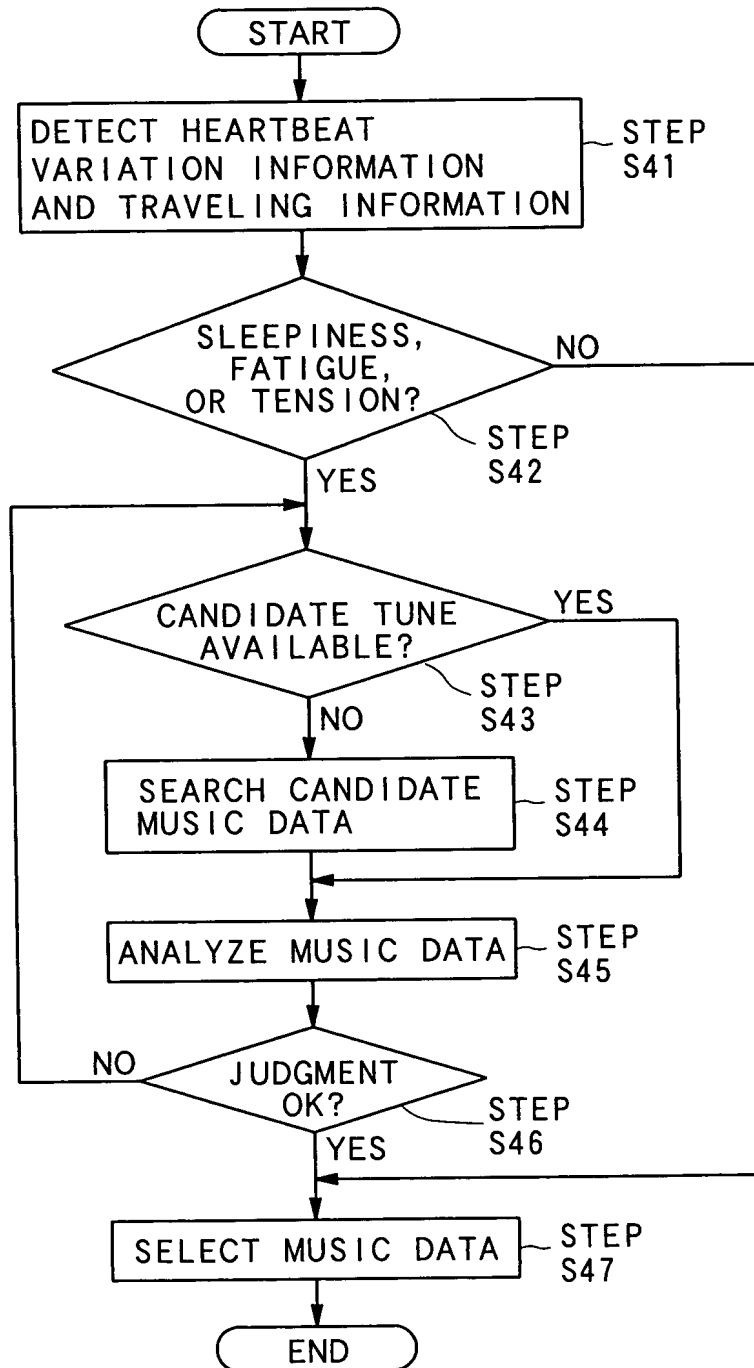 START
DETECT HEARTBEAT
VARIATION INFORMATION
AND TRAVELING INFORMATION
STEP
S41
SLEEPINESS,
FATIGUE,
OR TENSION?
NO
STEP
S42
YES
CANDIDATE TUNE
AVAILABLE?
YES
STEP
S43
NO
SEARCH CANDIDATE
MUSIC DATA
STEP
S44
ANALYZE MUSIC DATA
STEP
S45
NO
JUDGMENT
OK?
STEP
S46
YES
SELECT MUSIC DATA
STEP
S47
END